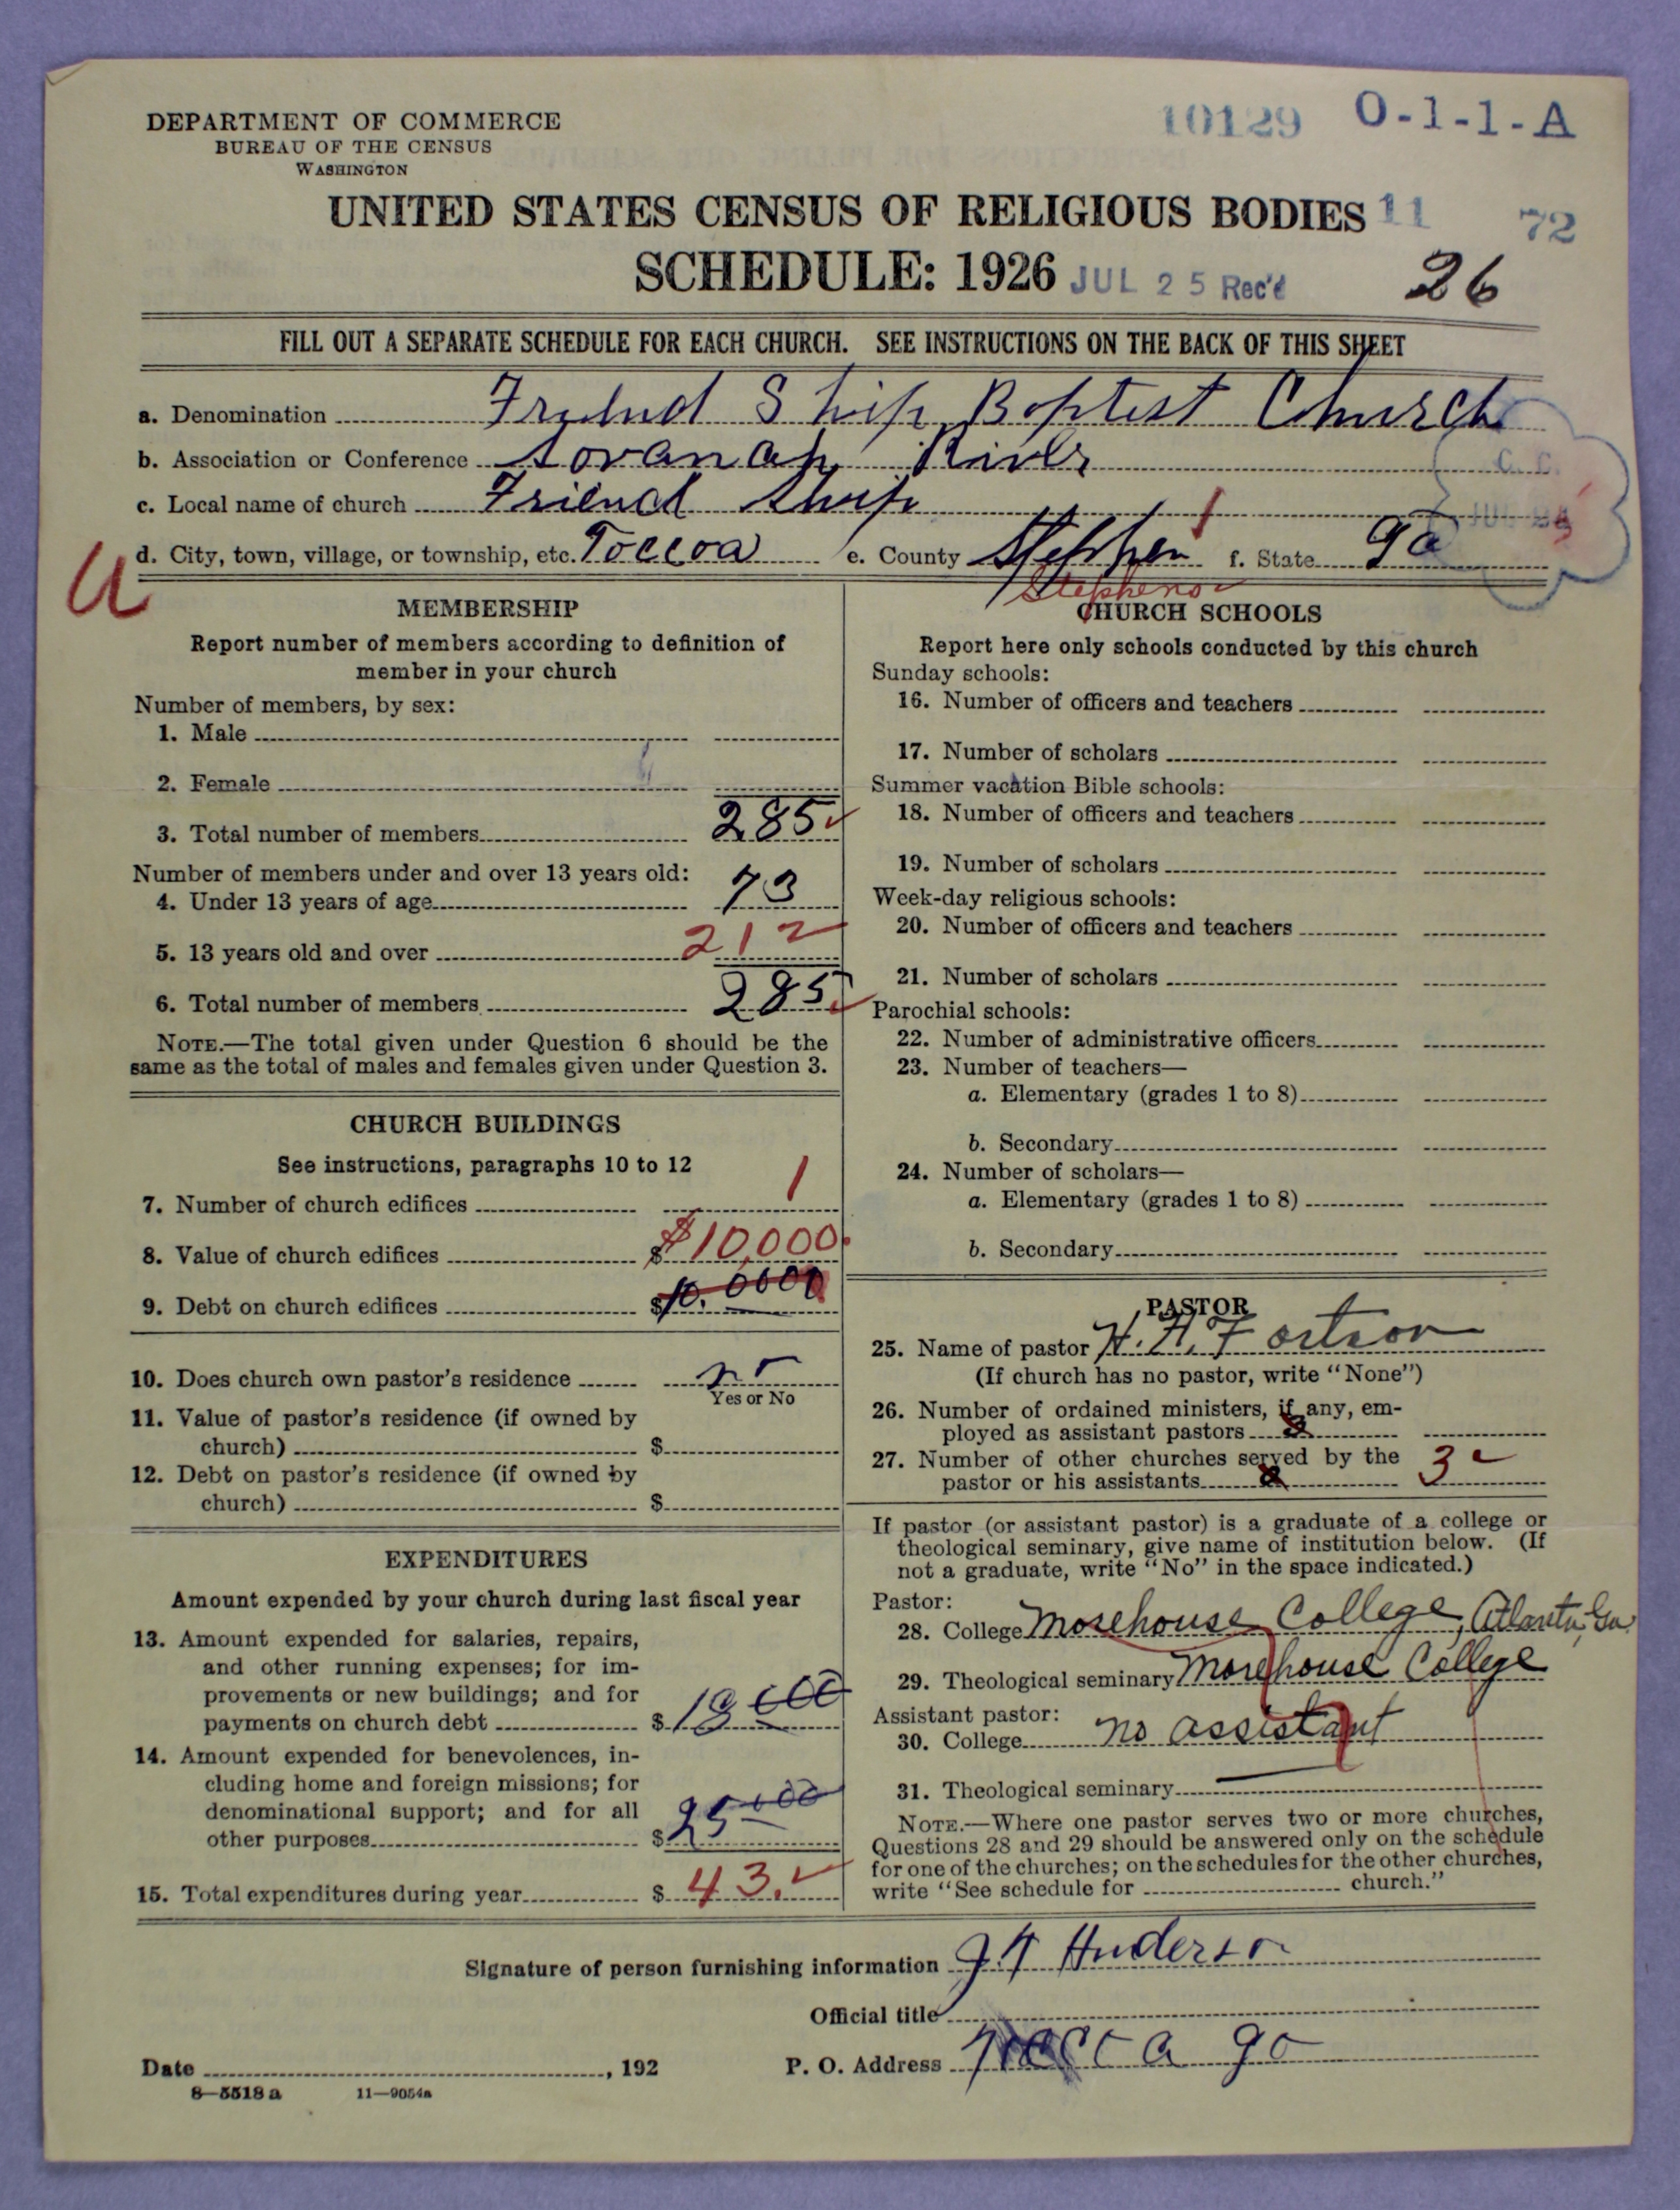 DEPARTMENT OF COMMERCE
BUREAU OF THE CENSUS
WASHINGTON
10129 O-1-1-A
UNITED STATES CENSUS OF RELIGIOUS BODIES 11 72
SCHEDULE: 1926 JUL 25 Rec'd 26
FILL OUT A SEPARATE SCHEDULE FOR EACH CHURCH. SEE INSTRUCTIONS ON THE BACK OF THIS SHEET
a. Denomination Friend Ship Baptist Church
b. Association or Conference Sovanah River
c. Local name of church Friend Ship
d. City, town, village, or township, etc. Toccoa e. County Stephen f. State Ga
Stephens
MEMBERSHIP
Report number of members according to definition of
member in your church
Number of members, by sex:
1. Male
2. Female
3. Total number of members 285
Number of members under and over 13 years old:
4. Under 13 years of age 73
5. 13 years old and over 212
6. Total number of members 285
NOTE.—The total given under Question 6 should be the
same as the total of males and females given under Question 3.
CHURCH BUILDINGS
See instructions, paragraphs 10 to 12
7. Number of church edifices 1
8. Value of church edifices $ $10,000.
9. Debt on church edifices $ 10.0000
10. Does church own pastor's residence no
Yes or No
11. Value of pastor's residence (if owned by
church) $
12. Debt on pastor's residence (if owned by
church) $
EXPENDITURES
Amount expended by your church during last fiscal year
13. Amount expended for salaries, repairs,
and other running expenses; for im-
provements or new buildings; and for
payments on church debt $ 18 000
14. Amount expended for benevolences, in-
cluding home and foreign missions; for
denominational support; and for all
other purposes $ 25 000
15. Total expenditures during year $ 43.
CHURCH SCHOOLS
Report here only schools conducted by this church
Sunday schools:
16. Number of officers and teachers
17. Number of scholars
Summer vacation Bible schools:
18. Number of officers and teachers
19. Number of scholars
Week-day religious schools:
20. Number of officers and teachers
21. Number of scholars
Parochial schools:
22. Number of administrative officers
23. Number of teachers—
a. Elementary (grades 1 to 8)
b. Secondary
24. Number of scholars—
a. Elementary (grades 1 to 8)
b. Secondary
PASTOR
25. Name of pastor H. A. Fortson
(If church has no pastor, write "None")
26. Number of ordained ministers, if any, em-
ployed as assistant pastors
27. Number of other churches served by the
pastor or his assistants 3
If pastor (or assistant pastor) is a graduate of a college or
theological seminary, give name of institution below. (If
not a graduate, write "No" in the space indicated.)
Pastor:
28. College Morehouse College, Atlanta, Ga.
29. Theological seminary Morehouse College
Assistant pastor:
30. College no assistant
31. Theological seminary
NOTE.—Where one pastor serves two or more churches,
Questions 28 and 29 should be answered only on the schedule
for one of the churches; on the schedules for the other churches,
write "See schedule for church."
Signature of person furnishing information J. T Anderson
Official title
Date , 192 P. O. Address Toccoa Ga
8—5518 a 11—9054a